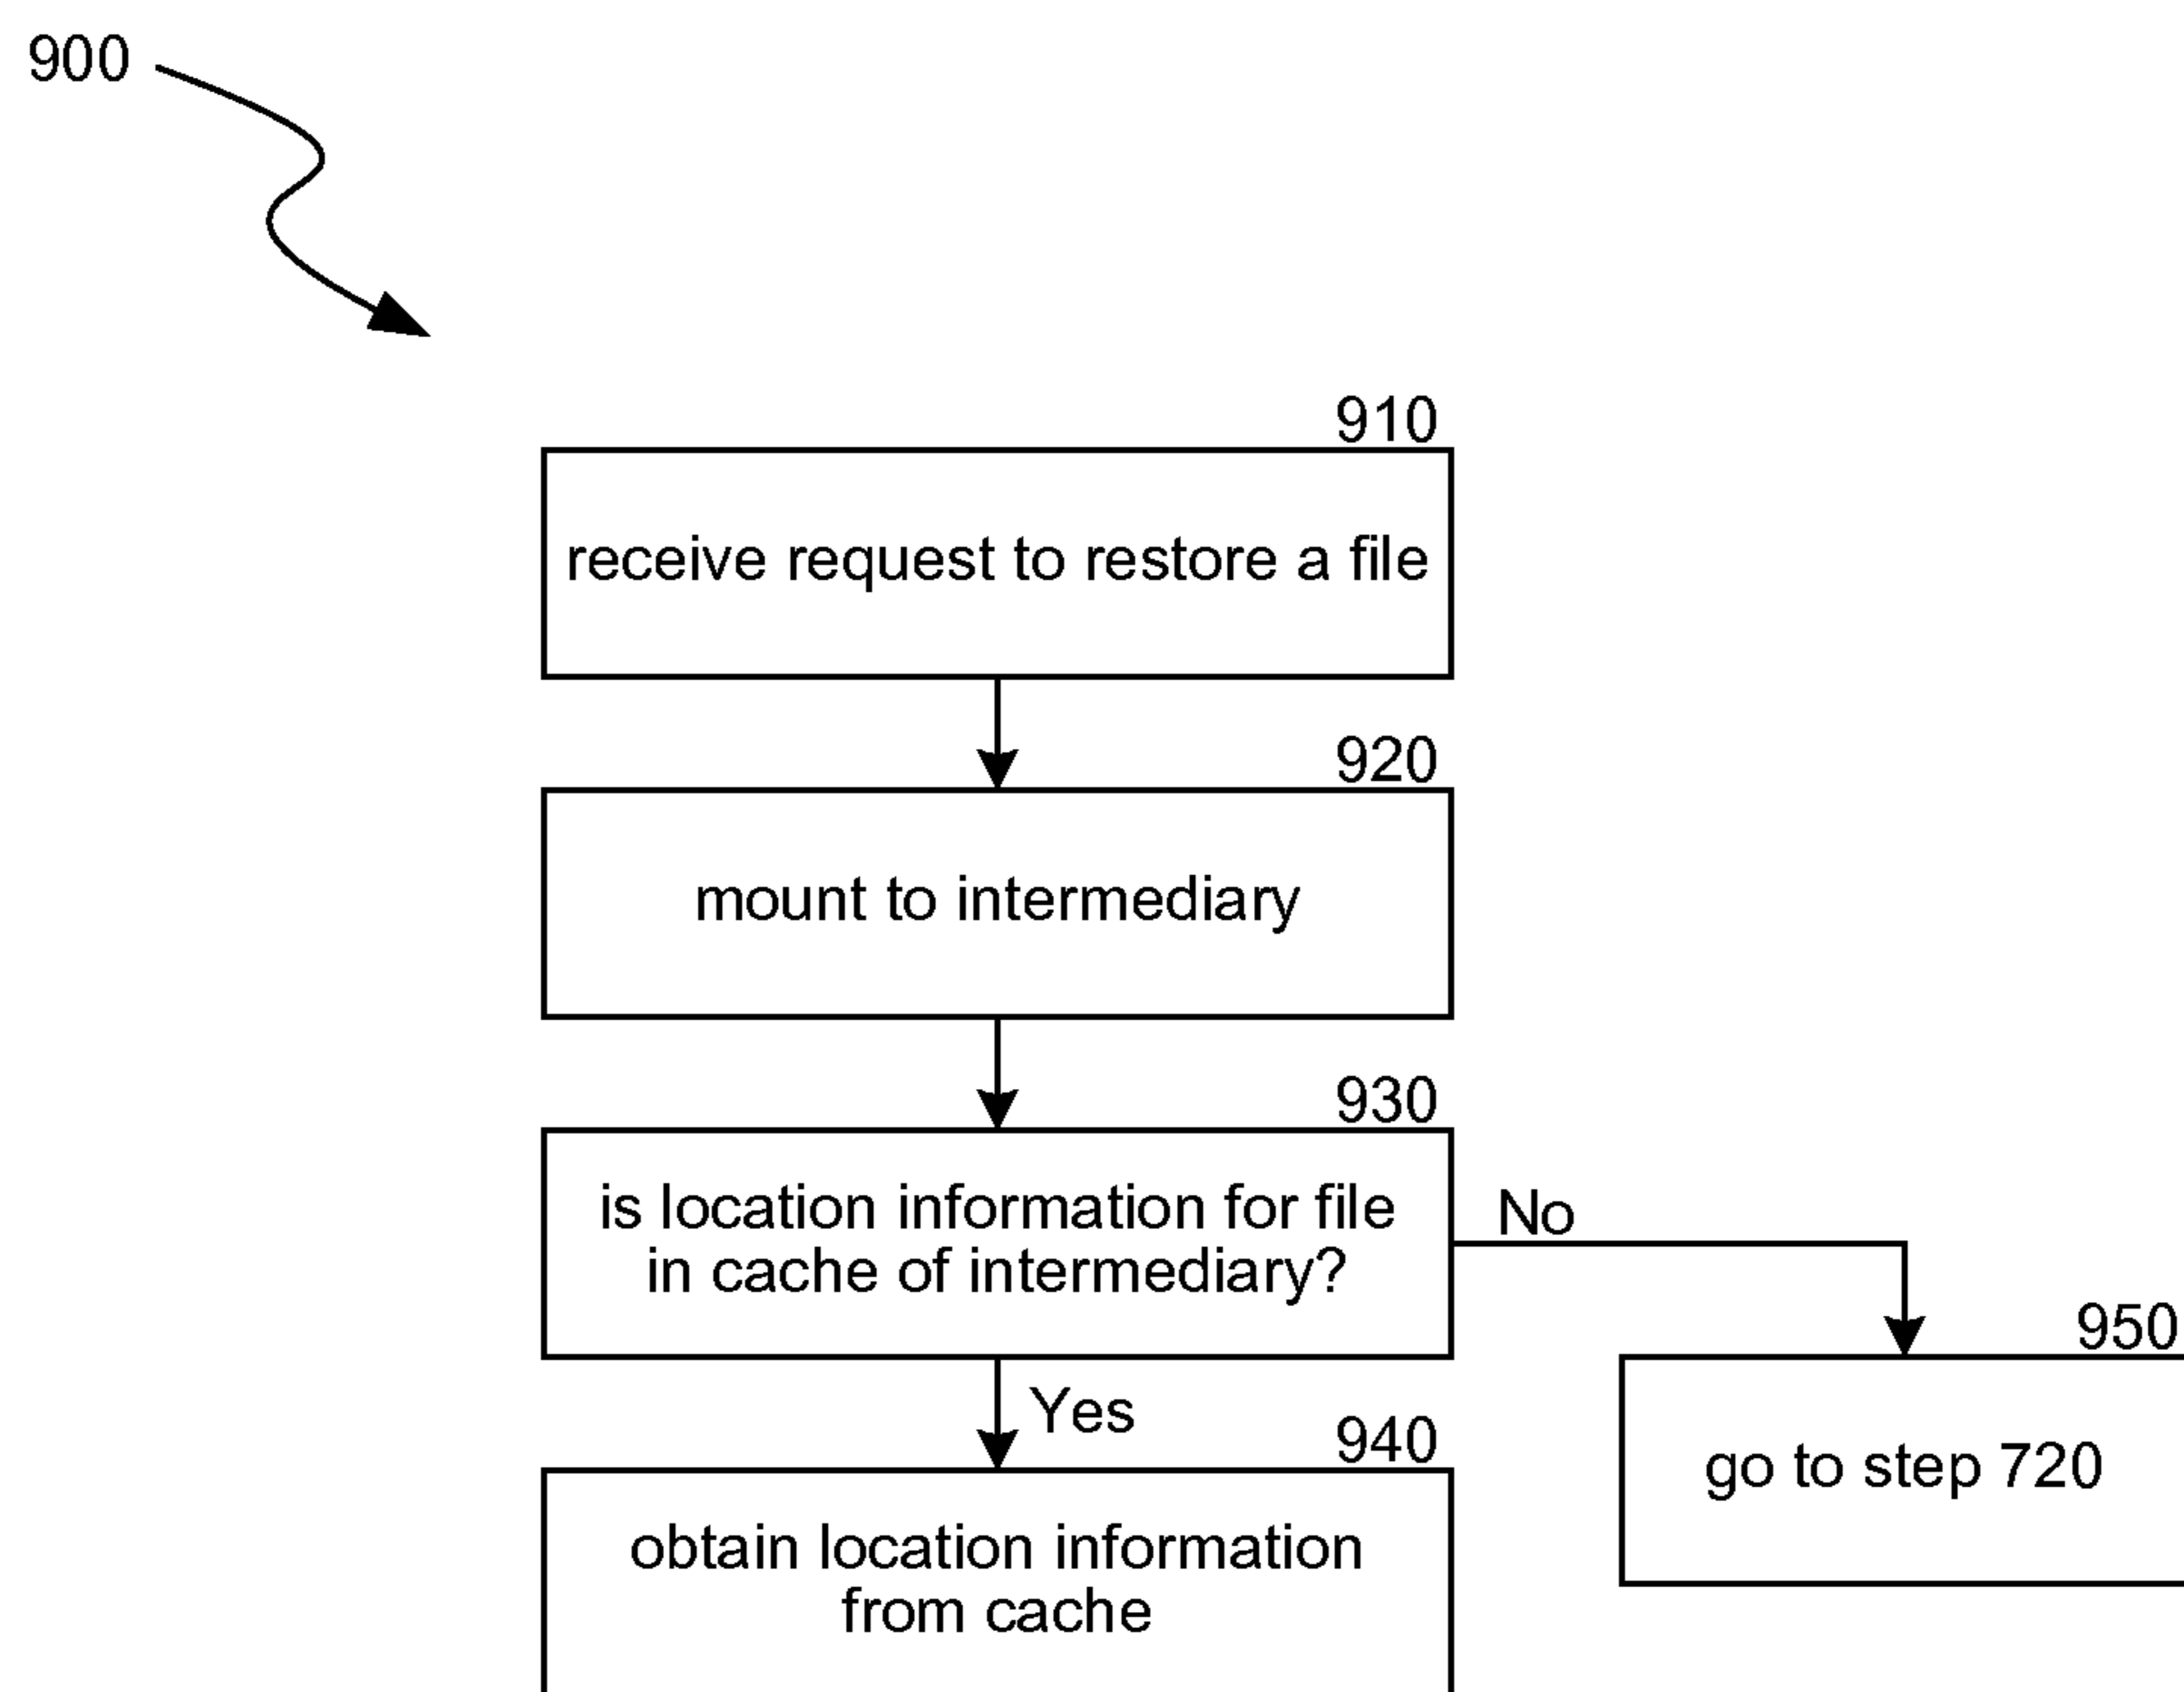 900
910
receive request to restore a file
920
mount to intermediary
930
is location information for file
in cache of intermediary?
No
950
go to step 720
Yes
940
obtain location information
from cache